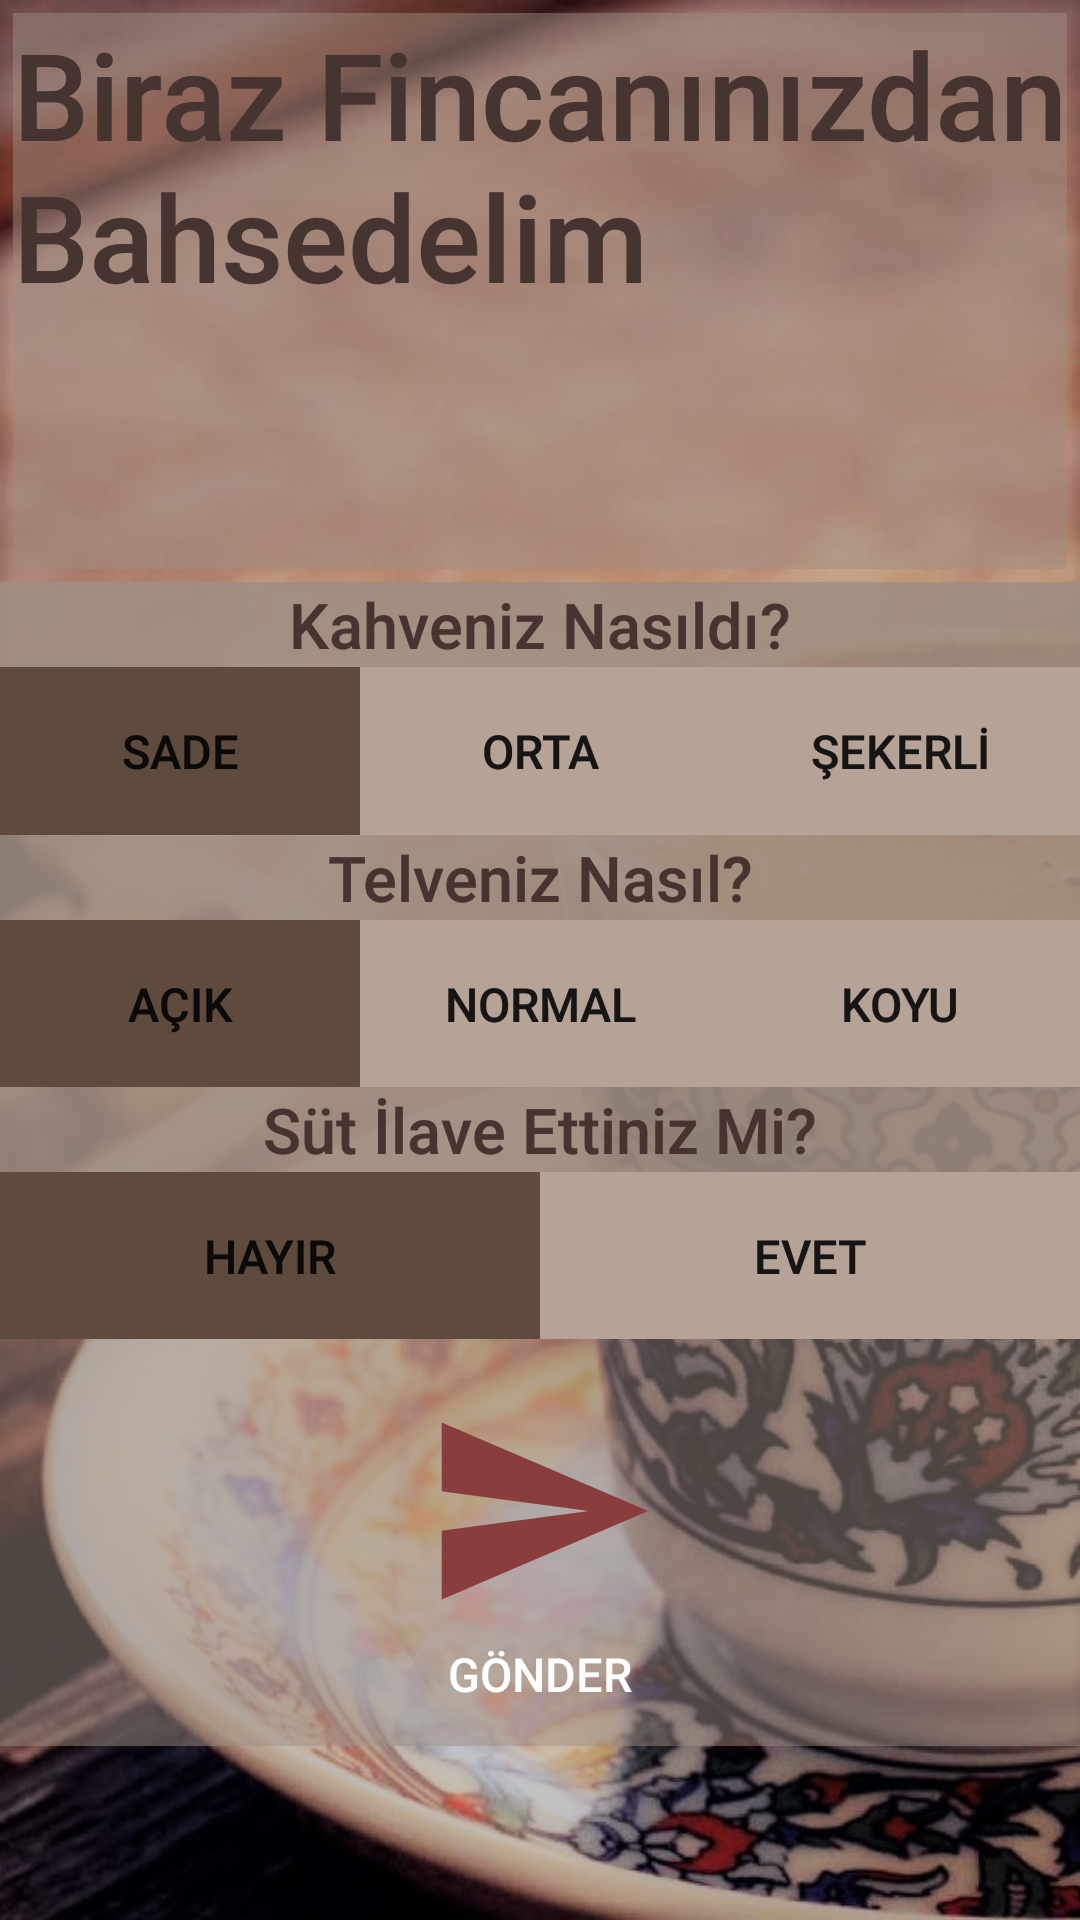 Biraz Fincanınızdan
Bahsedelim
Kahveniz Nasıldı?
SADE ORTA ŞEKERLİ
Telveniz Nasıl?
AÇIK NORMAL KOYU
Süt İlave Ettiniz Mi?
HAYIR EVET
GÖNDER